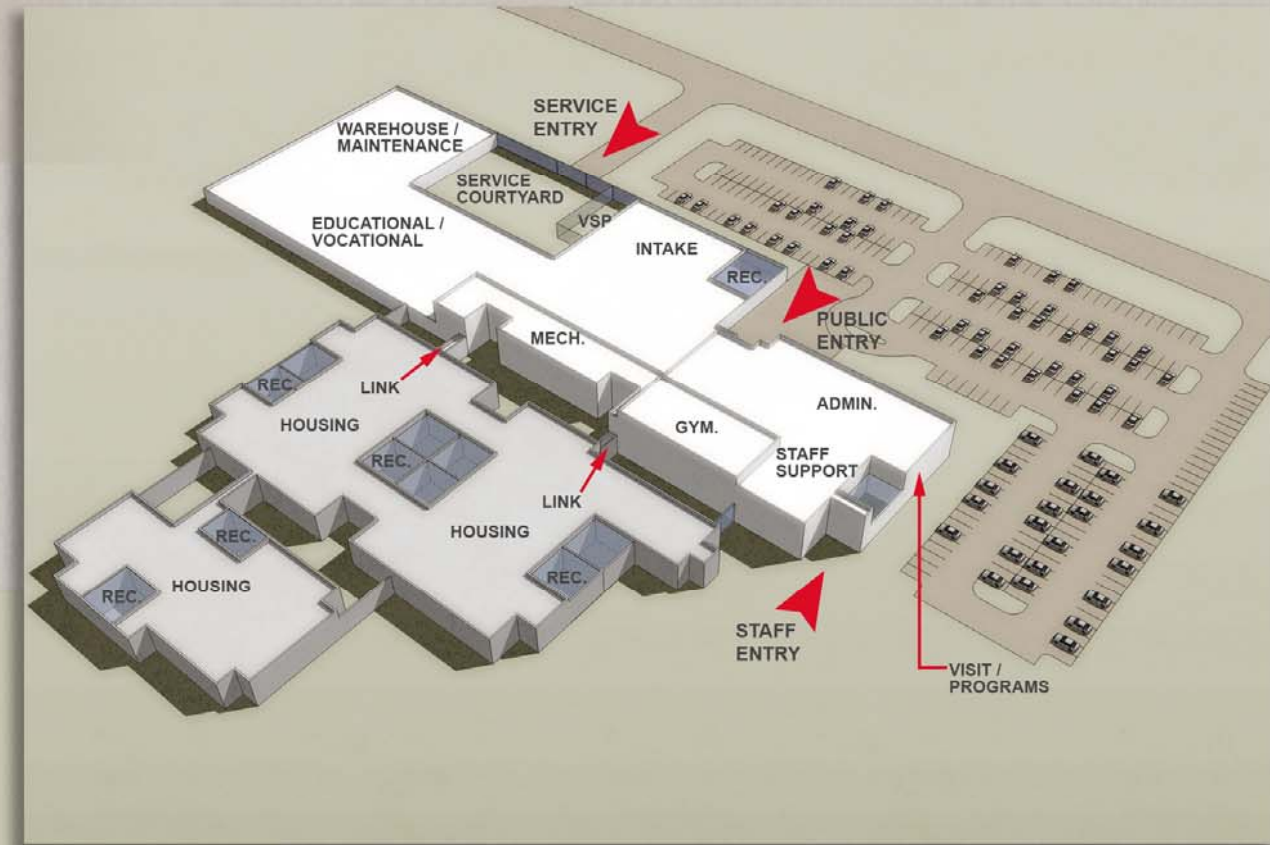 SERVICE
ENTRY
WAREHOUSE /
MAINTENANCE
SERVICE
COURTYARD
VSP
EDUCATIONAL /
VOCATIONAL
INTAKE
REC.
PUBLIC
ENTRY
MECH.
LINK
REC.
HOUSING
ADMIN.
GYM.
STAFF
SUPPORT
REC.
LINK
HOUSING
REC.
REC.
HOUSING
REC.
STAFF
ENTRY
VISIT /
PROGRAMS